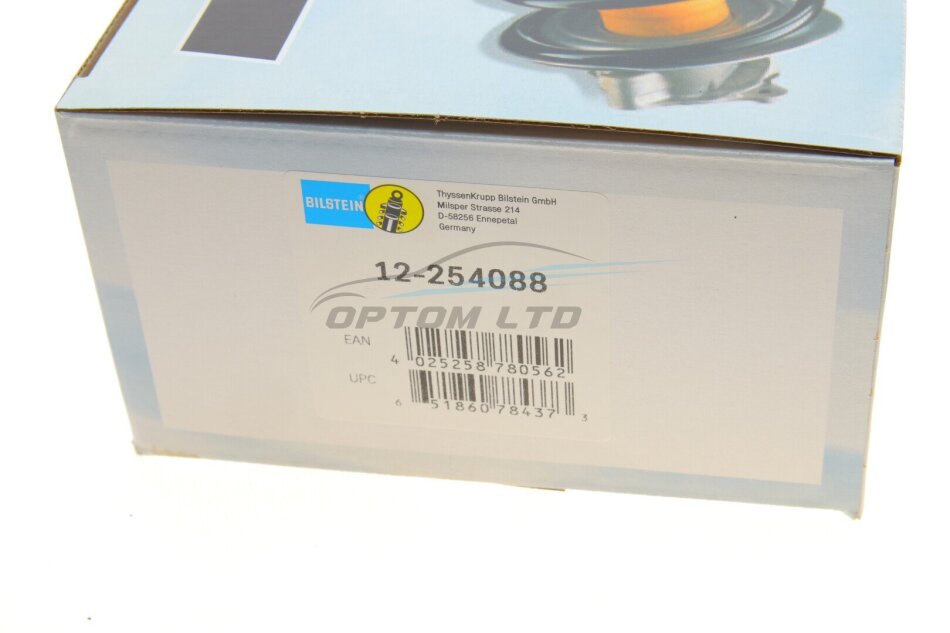 BILSTEIN®
ThyssenKrupp Bilstein GmbH
Milsper Strasse 214
D-58256 Ennepetal
Germany
12-254088
OPTOM LTD
EAN
4 025258 780562
UPC
6 51860 78437 3